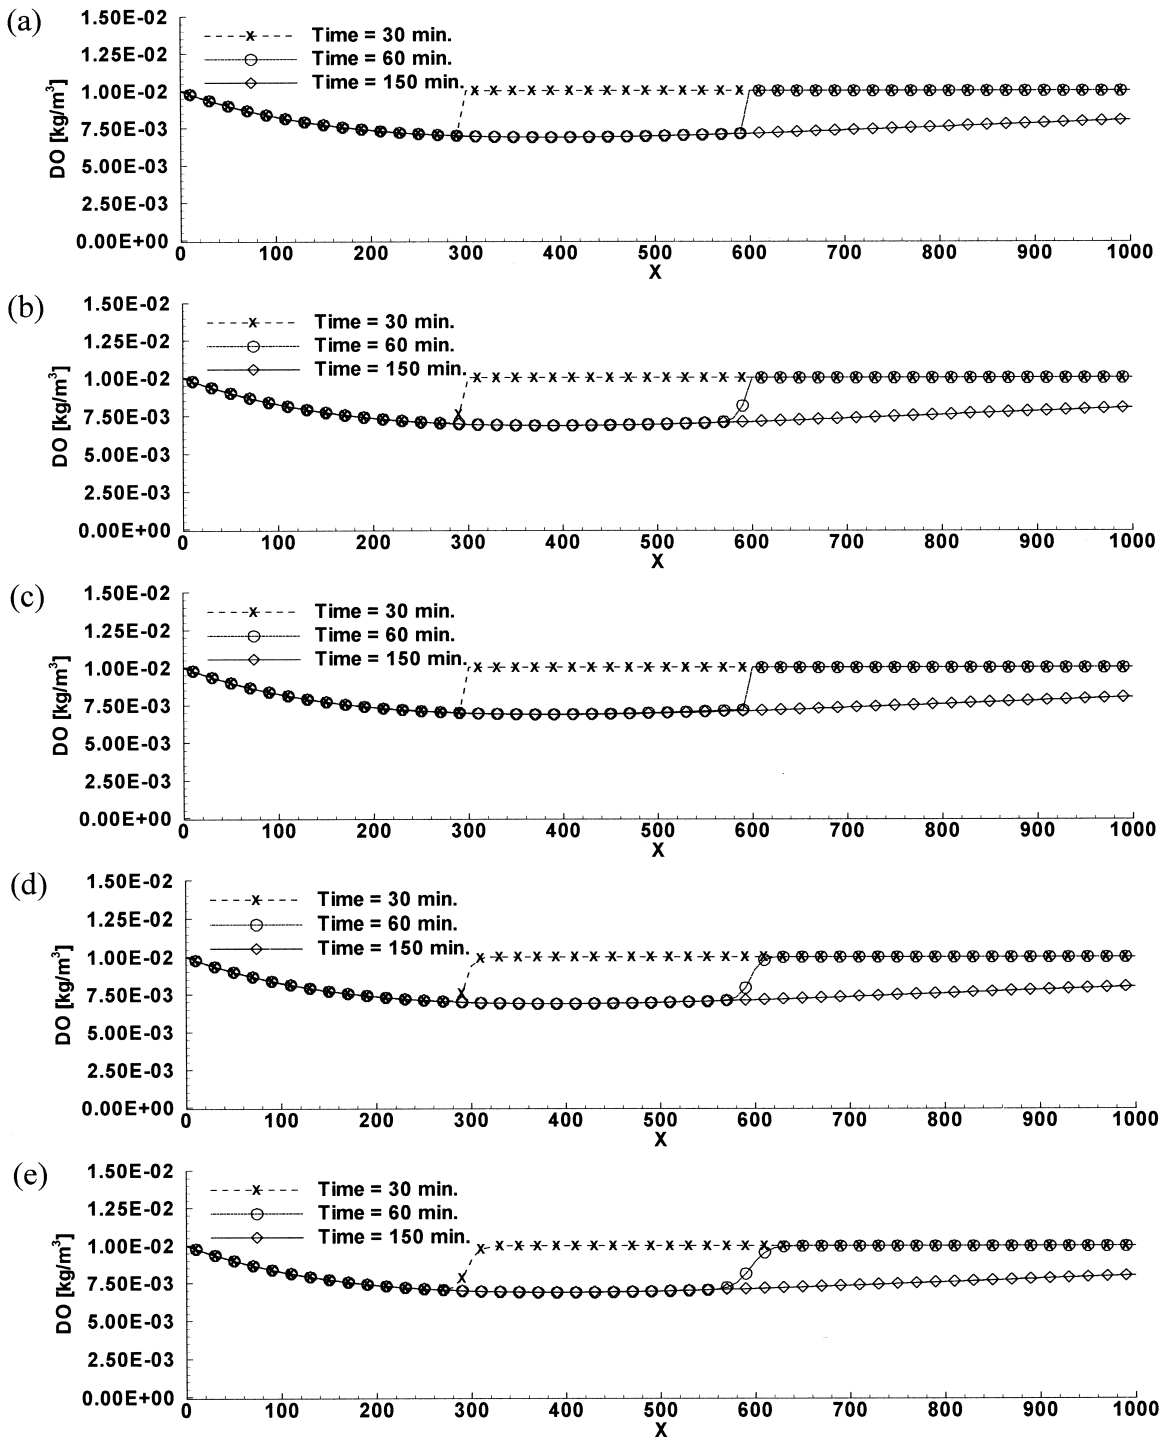 (a)
1.50E-02
1.25E-02
1.00E-02
7.50E-03
5.00E-03
2.50E-03
0.00E+00
DO [kg/m³]
Time = 30 min.
Time = 60 min.
Time = 150 min.
0 100 200 300 400 500 600 700 800 900 1000
X
(b)
1.50E-02
1.25E-02
1.00E-02
7.50E-03
5.00E-03
2.50E-03
0.00E+00
DO [kg/m³]
Time = 30 min.
Time = 60 min.
Time = 150 min.
0 100 200 300 400 500 600 700 800 900 1000
X
(c)
1.50E-02
1.25E-02
1.00E-02
7.50E-03
5.00E-03
2.50E-03
0.00E+00
DO [kg/m³]
Time = 30 min.
Time = 60 min.
Time = 150 min.
0 100 200 300 400 500 600 700 800 900 1000
X
(d)
1.50E-02
1.25E-02
1.00E-02
7.50E-03
5.00E-03
2.50E-03
0.00E+00
DO [kg/m³]
Time = 30 min.
Time = 60 min.
Time = 150 min.
0 100 200 300 400 500 600 700 800 900 1000
X
(e)
1.50E-02
1.25E-02
1.00E-02
7.50E-03
5.00E-03
2.50E-03
0.00E+00
DO [kg/m³]
Time = 30 min.
Time = 60 min.
Time = 150 min.
0 100 200 300 400 500 600 700 800 900 1000
X